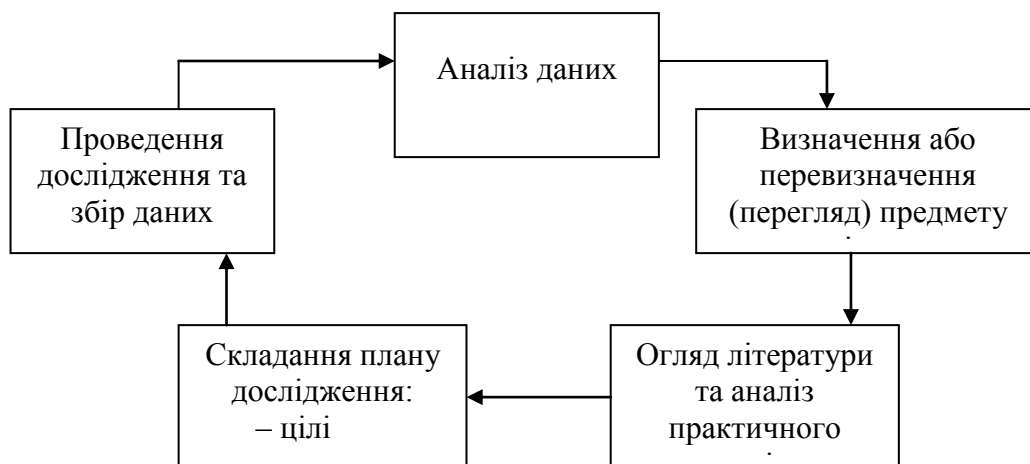 Аналіз даних
Проведення
дослідження та
збір даних
Визначення або
перевизначення
(перегляд) предмету
Складання плану
дослідження:
– цілі
Огляд літератури
та аналіз
практичного